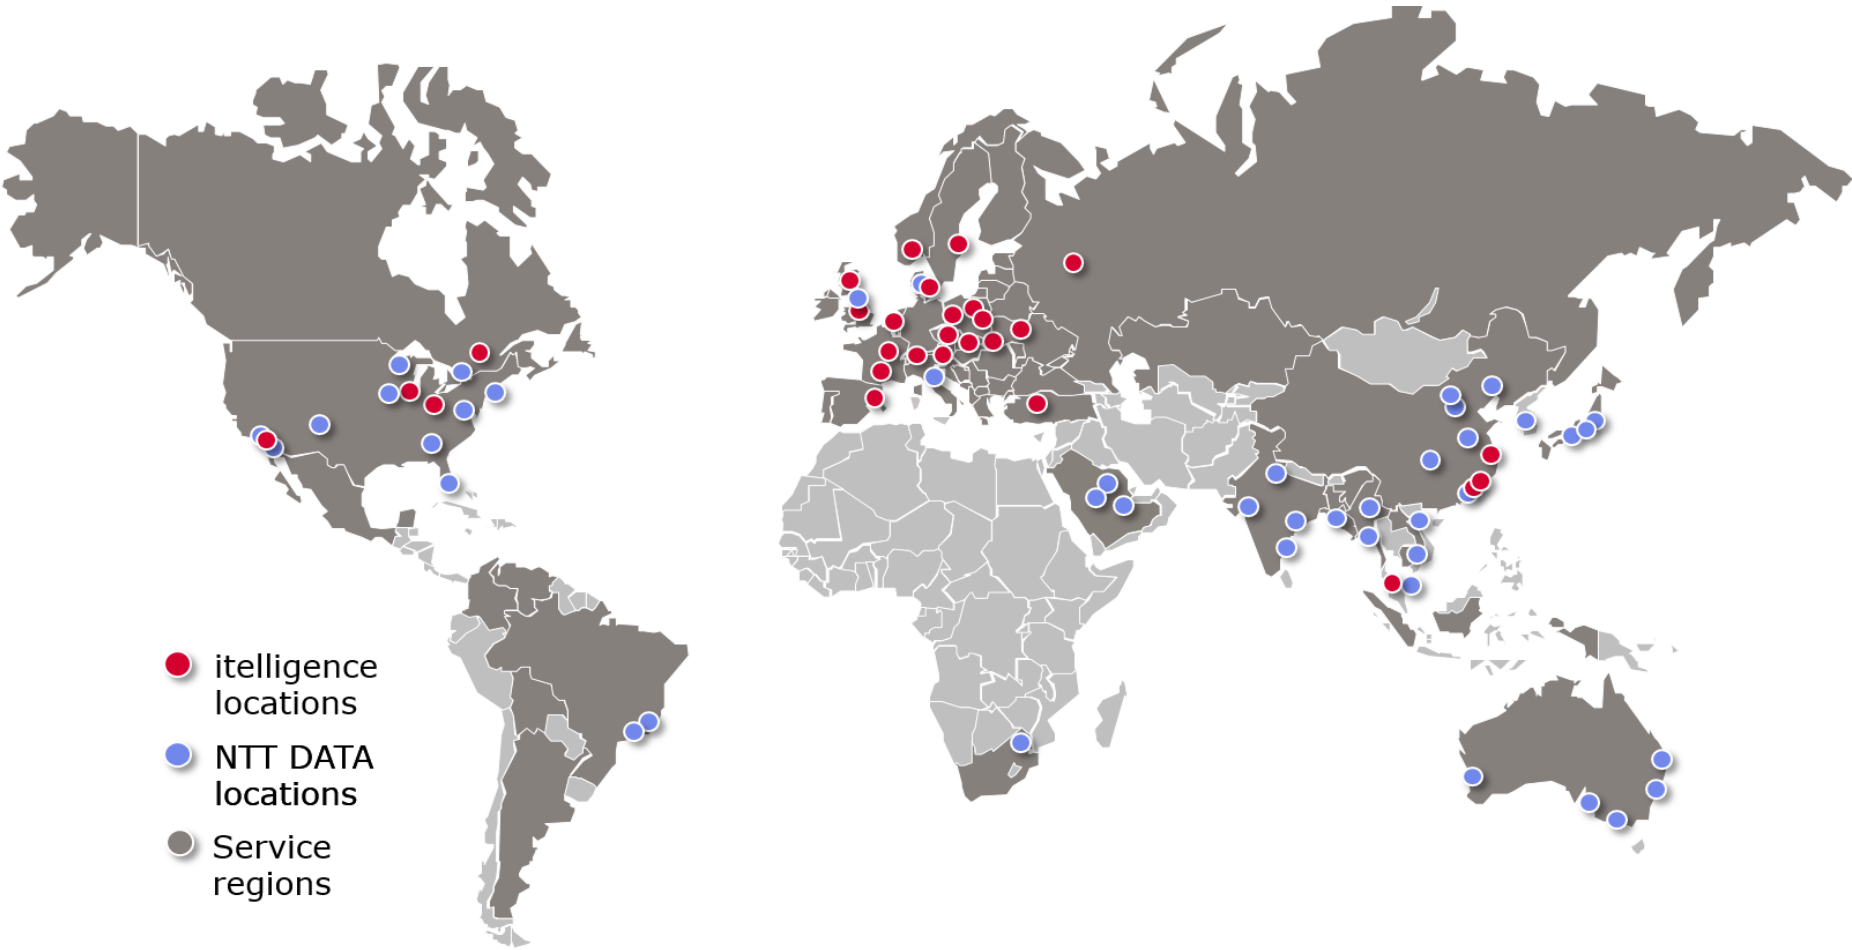 itelligence
locations
NTT DATA
locations
Service
regions